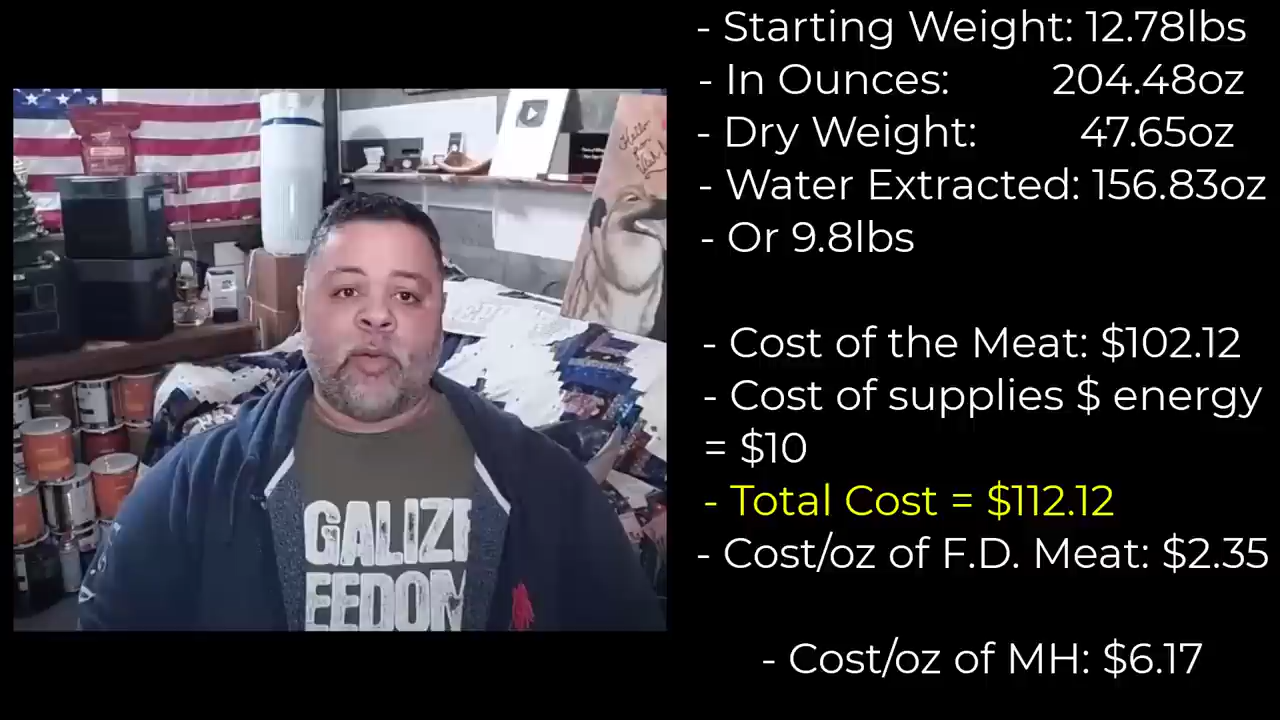 - Starting Weight: 12.78lbs
- In Ounces: 204.48oz
- Dry Weight: 47.65oz
- Water Extracted: 156.83oz
- Or 9.8lbs
- Cost of the Meat: $102.12
- Cost of supplies $ energy
= $10
- Total Cost = $112.12
- Cost/oz of F.D. Meat: $2.35
- Cost/oz of MH: $6.17
Hello
GALIZE
EEDOM